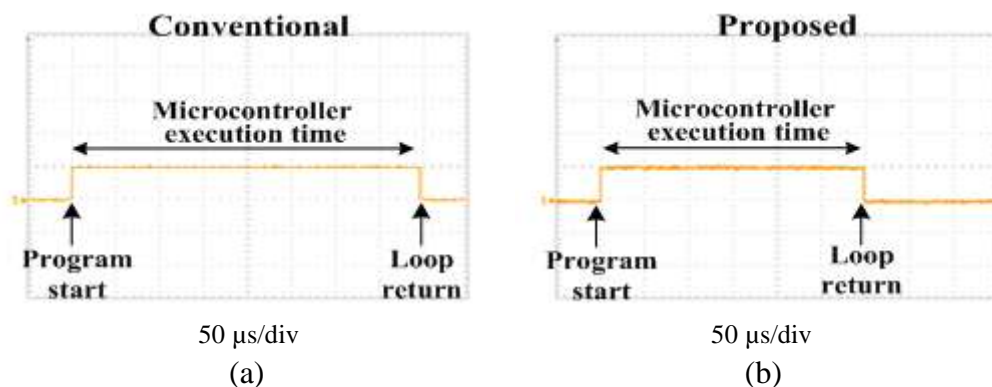 Conventional
Microcontroller
execution time
Program
start
Loop
return
50 µs/div
(a)
Proposed
Microcontroller
execution time
Program
start
Loop
return
50 µs/div
(b)